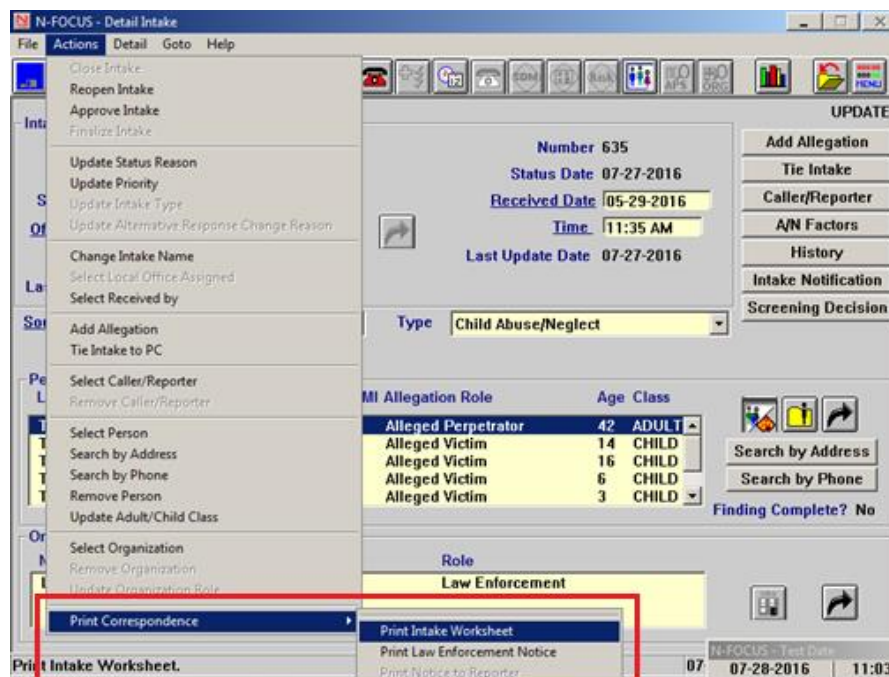 N-FOCUS - Detail Intake
File Actions Detail Goto Help
Close Intake
Reopen Intake
Approve Intake
Finalize Intake
Update Status Reason
Update Priority
Update Intake Type
Update Alternative Response Change Reason
Change Intake Name
Select Local Office Assigned
Select Received by
Add Allegation
Tie Intake to PC
Select Caller/Reporter
Remove Caller/Reporter
Select Person
Search by Address
Search by Phone
Remove Person
Update Adult/Child Class
Select Organization
Remove Organization
Update Organization Role
Print Correspondence
Print Intake Worksheet
Print Law Enforcement Notice
Print Notice to Reporter
UPDATE
Number 635
Status Date 07-27-2016
Received Date 05-29-2016
Time 11:35 AM
Last Update Date 07-27-2016
Type Child Abuse/Neglect
Add Allegation
Tie Intake
Caller/Reporter
A/N Factors
History
Intake Notification
Screening Decision
MI Allegation Role Age Class
Alleged Perpetrator 42 ADULT
Alleged Victim 14 CHILD
Alleged Victim 16 CHILD
Alleged Victim 6 CHILD
Alleged Victim 3 CHILD
Search by Address
Search by Phone
Finding Complete? No
Role
Law Enforcement
Print Intake Worksheet.
07
N-FOCUS - Test Date
07-28-2016 11:03